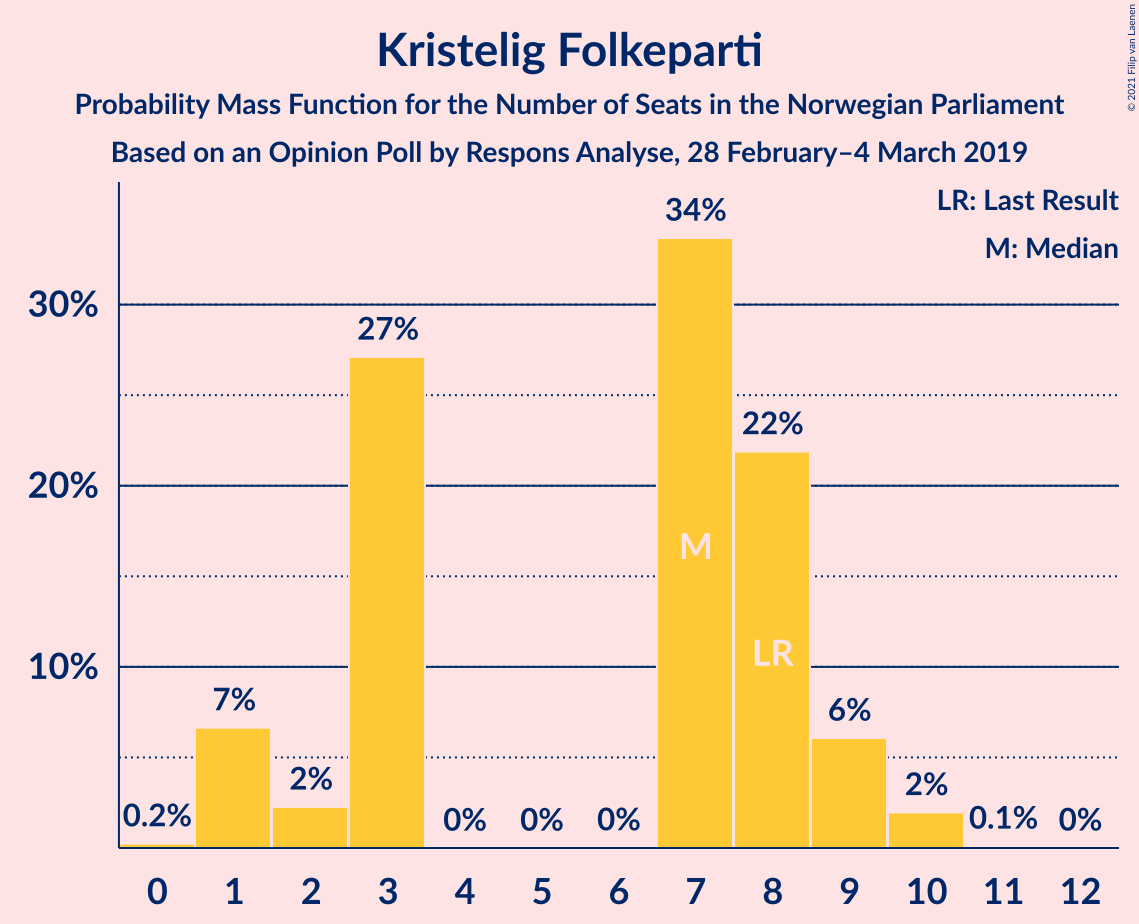 Kristelig Folkeparti
Probability Mass Function for the Number of Seats in the Norwegian Parliament
Based on an Opinion Poll by Respons Analyse, 28 February–4 March 2019
© 2021 Filip van Laenen
LR: Last Result
M: Median
34%
30%
27%
22%
20%
M
LR
10%
7%
6%
2%
2%
0.2%
0%
0%
0%
0.1%
0%
0 1 2 3 4 5 6 7 8 9 10 11 12